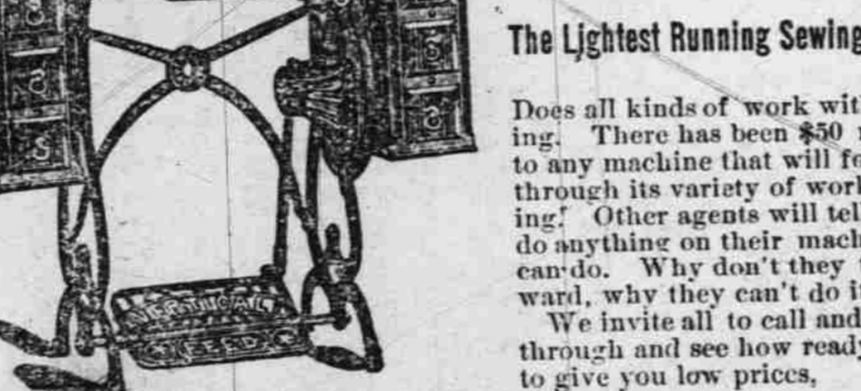 The Lightest Running Sewing
Does all kinds of work wit
ing. There has been $50
to any machine that will fe
through its variety of wor
ing. Other agents will tel
do anything on their mach
can do. Why don't they
ward, why they can't do i
We invite all to call and
through and see how ready
to give you low prices.
VERTICAL
FEED